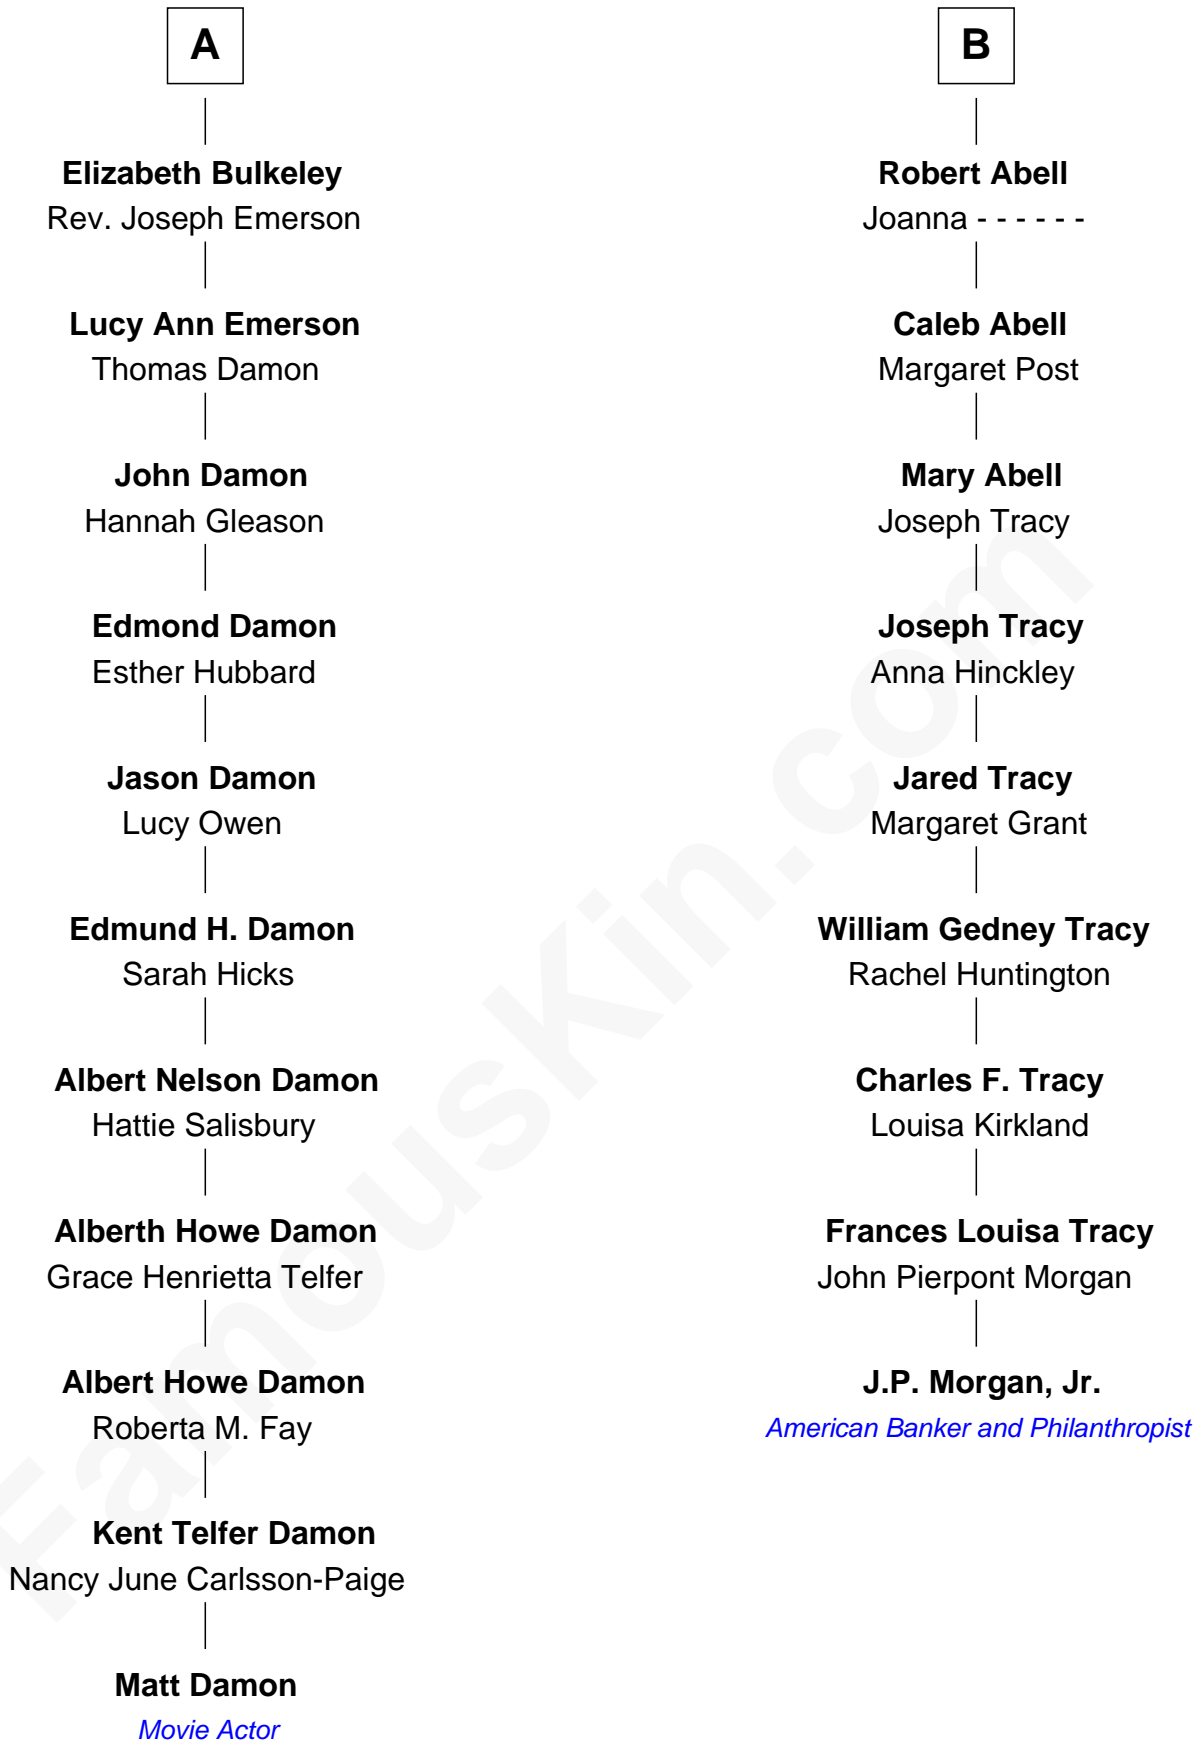 A
Elizabeth Bulkeley
Rev. Joseph Emerson
Lucy Ann Emerson
Thomas Damon
John Damon
Hannah Gleason
Edmond Damon
Esther Hubbard
Jason Damon
Lucy Owen
Edmund H. Damon
Sarah Hicks
Albert Nelson Damon
Hattie Salisbury
Alberth Howe Damon
Grace Henrietta Telfer
Albert Howe Damon
Roberta M. Fay
Kent Telfer Damon
Nancy June Carlsson-Paige
Matt Damon
Movie Actor
B
Robert Abell
Joanna - - - - - -
Caleb Abell
Margaret Post
Mary Abell
Joseph Tracy
Joseph Tracy
Anna Hinckley
Jared Tracy
Margaret Grant
William Gedney Tracy
Rachel Huntington
Charles F. Tracy
Louisa Kirkland
Frances Louisa Tracy
John Pierpont Morgan
J.P. Morgan, Jr.
American Banker and Philanthropist
FamousKin.com